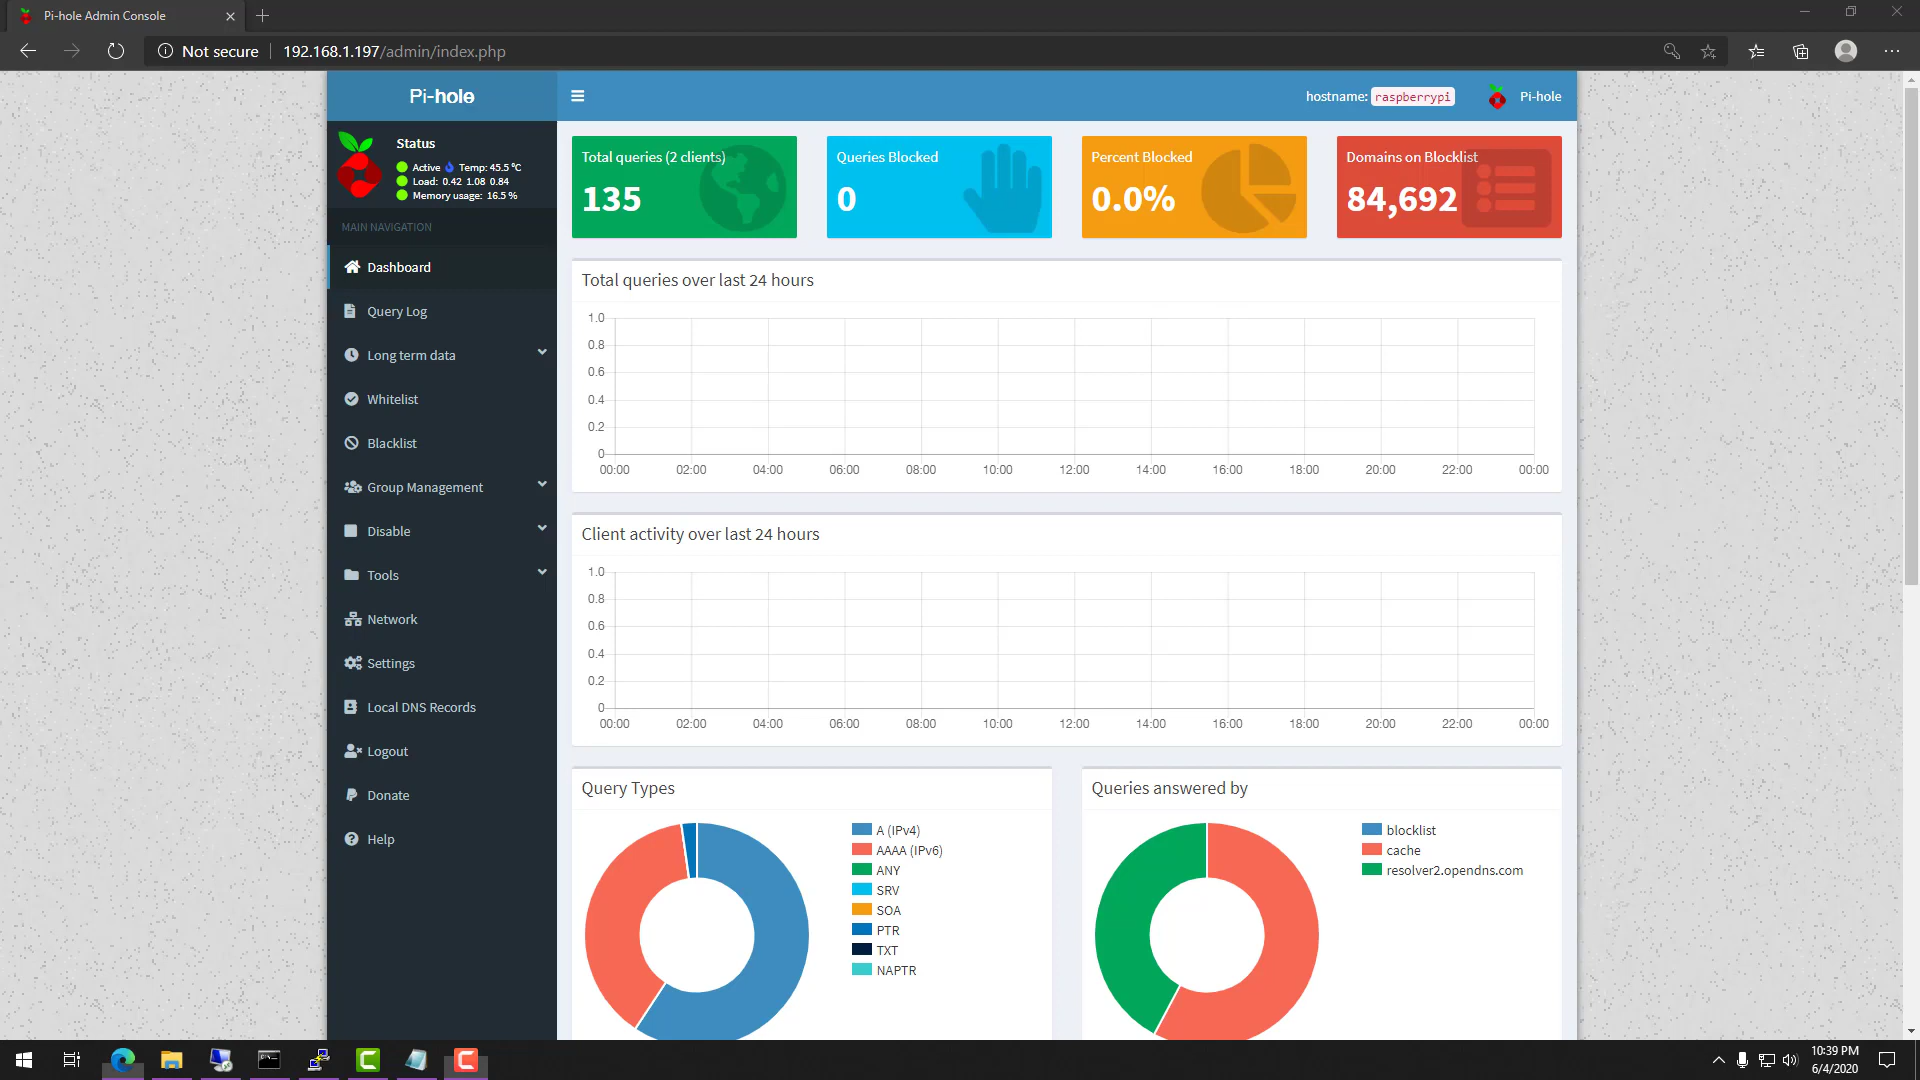 Pi-hole Admin Console
Not secure
192.168.1.197/admin/index.php
Pi-hole
hostname: raspberrypi
Pi-hole
Status
Active Temp: 45.5 °C
Load: 0.42 1.08 0.84
Memory usage: 16.5 %
MAIN NAVIGATION
Dashboard
Query Log
Long term data
Whitelist
Blacklist
Group Management
Disable
Tools
Network
Settings
Local DNS Records
Logout
Donate
Help
Total queries (2 clients)
135
Queries Blocked
0
Percent Blocked
0.0%
Domains on Blocklist
84,692
Total queries over last 24 hours
1.0
0.8
0.6
0.4
0.2
0
00:00 02:00 04:00 06:00 08:00 10:00 12:00 14:00 16:00 18:00 20:00 22:00 00:00
Client activity over last 24 hours
1.0
0.8
0.6
0.4
0.2
0
00:00 02:00 04:00 06:00 08:00 10:00 12:00 14:00 16:00 18:00 20:00 22:00 00:00
Query Types
A (IPv4)
AAAA (IPv6)
ANY
SRV
SOA
PTR
TXT
NAPTR
Queries answered by
blocklist
cache
resolver2.opendns.com
10:39 PM
6/4/2020